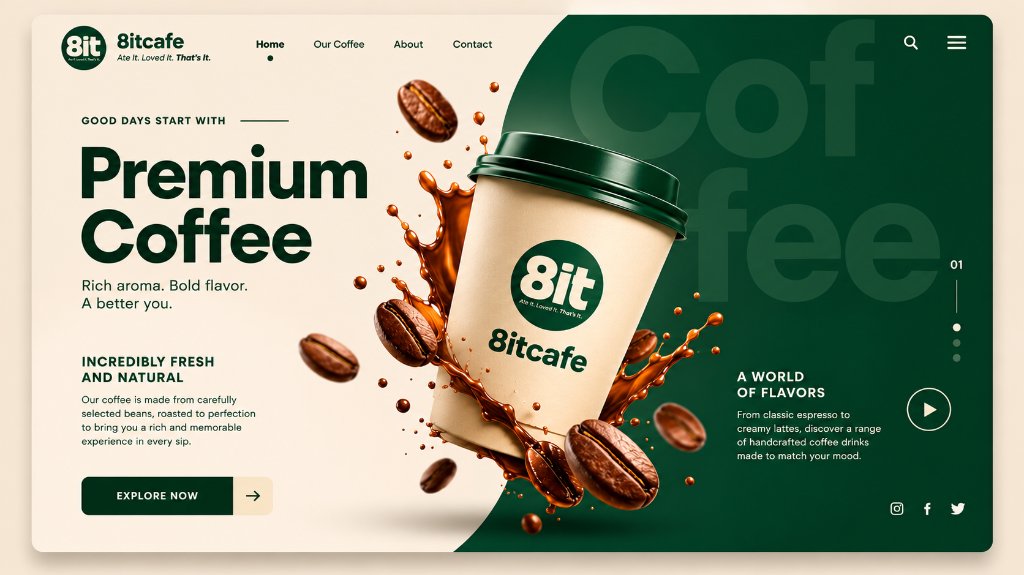 8it
Ate It. Loved It. That's It.
8itcafe
Ate It. Loved It. That's It.
Home
Our Coffee
About
Contact
GOOD DAYS START WITH
Premium
Coffee
Rich aroma. Bold flavor.
A better you.
INCREDIBLY FRESH
AND NATURAL
Our coffee is made from carefully
selected beans, roasted to perfection
to bring you a rich and memorable
experience in every sip.
EXPLORE NOW
8it
Ate It. Loved It. That's It.
8itcafe
Cof
ffee
01
A WORLD
OF FLAVORS
From classic espresso to
creamy lattes, discover a range
of handcrafted coffee drinks
made to match your mood.